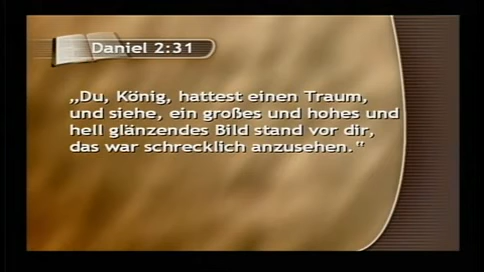 Daniel 2:31
„Du, König, hattest einen Traum,
und siehe, ein großes und hohes und
hell glänzendes Bild stand vor dir,
das war schrecklich anzusehen."